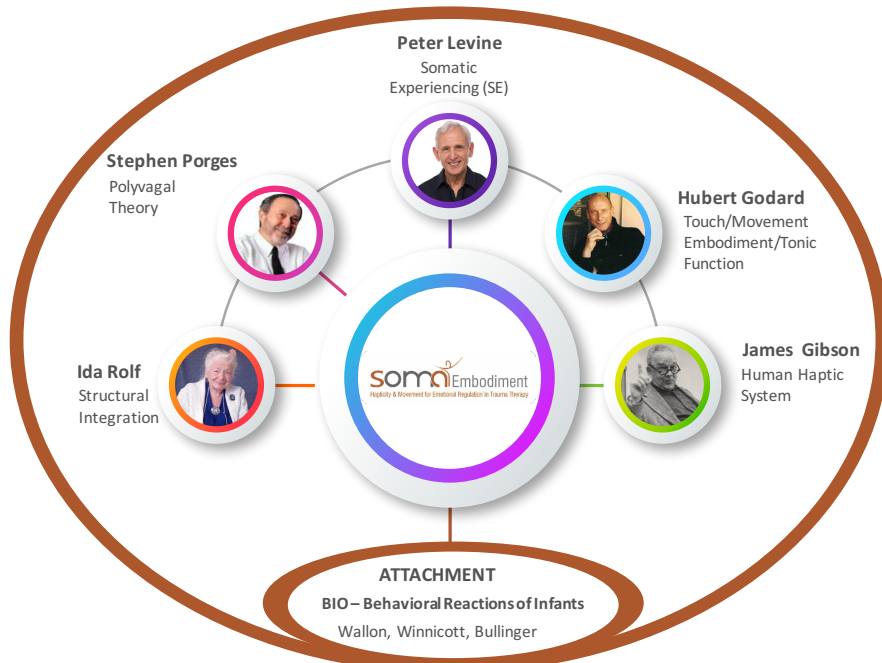 Peter Levine
Somatic
Experiencing (SE)
Stephen Porges
Polyvagal
Theory
Hubert Godard
Touch/Movement
Embodiment/Tonic
Function
Ida Rolf
Structural
Integration
James Gibson
Human Haptic
System
soma Embodiment
Hapticity & Movement for Emotional Regulation in Trauma Therapy
ATTACHMENT
BIO – Behavioral Reactions of Infants
Wallon, Winnicott, Bullinger